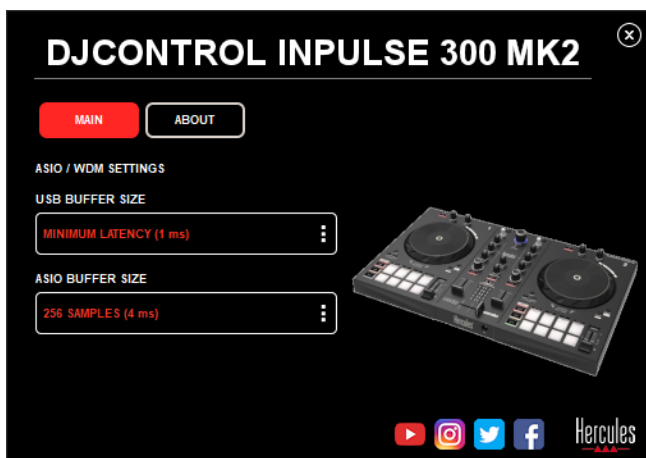 DJCONTROL INPULSE 300 MK2
MAIN
ABOUT
ASIO / WDM SETTINGS
USB BUFFER SIZE
MINIMUM LATENCY (1 ms)
ASIO BUFFER SIZE
256 SAMPLES (4 ms)
Hercules
Hercules